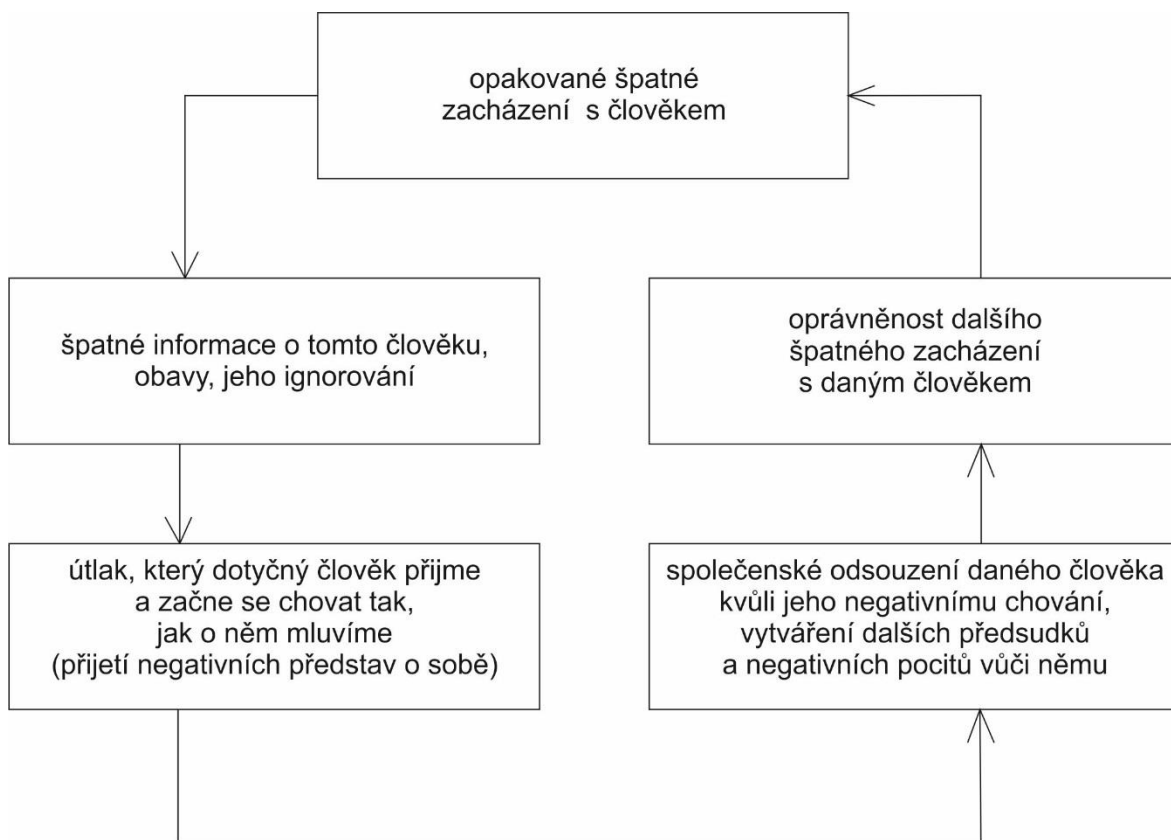 opakované špatné
zacházení s člověkem
špatné informace o tomto člověku,
obavy, jeho ignorování
útlak, který dotyčný člověk přijme
a začne se chovat tak,
jak o něm mluvíme
(přijetí negativních představ o sobě)
společenské odsouzení daného člověka
kvůli jeho negativnímu chování,
vytváření dalších předsudků
a negativních pocitů vůči němu
oprávněnost dalšího
špatného zacházení
s daným člověkem